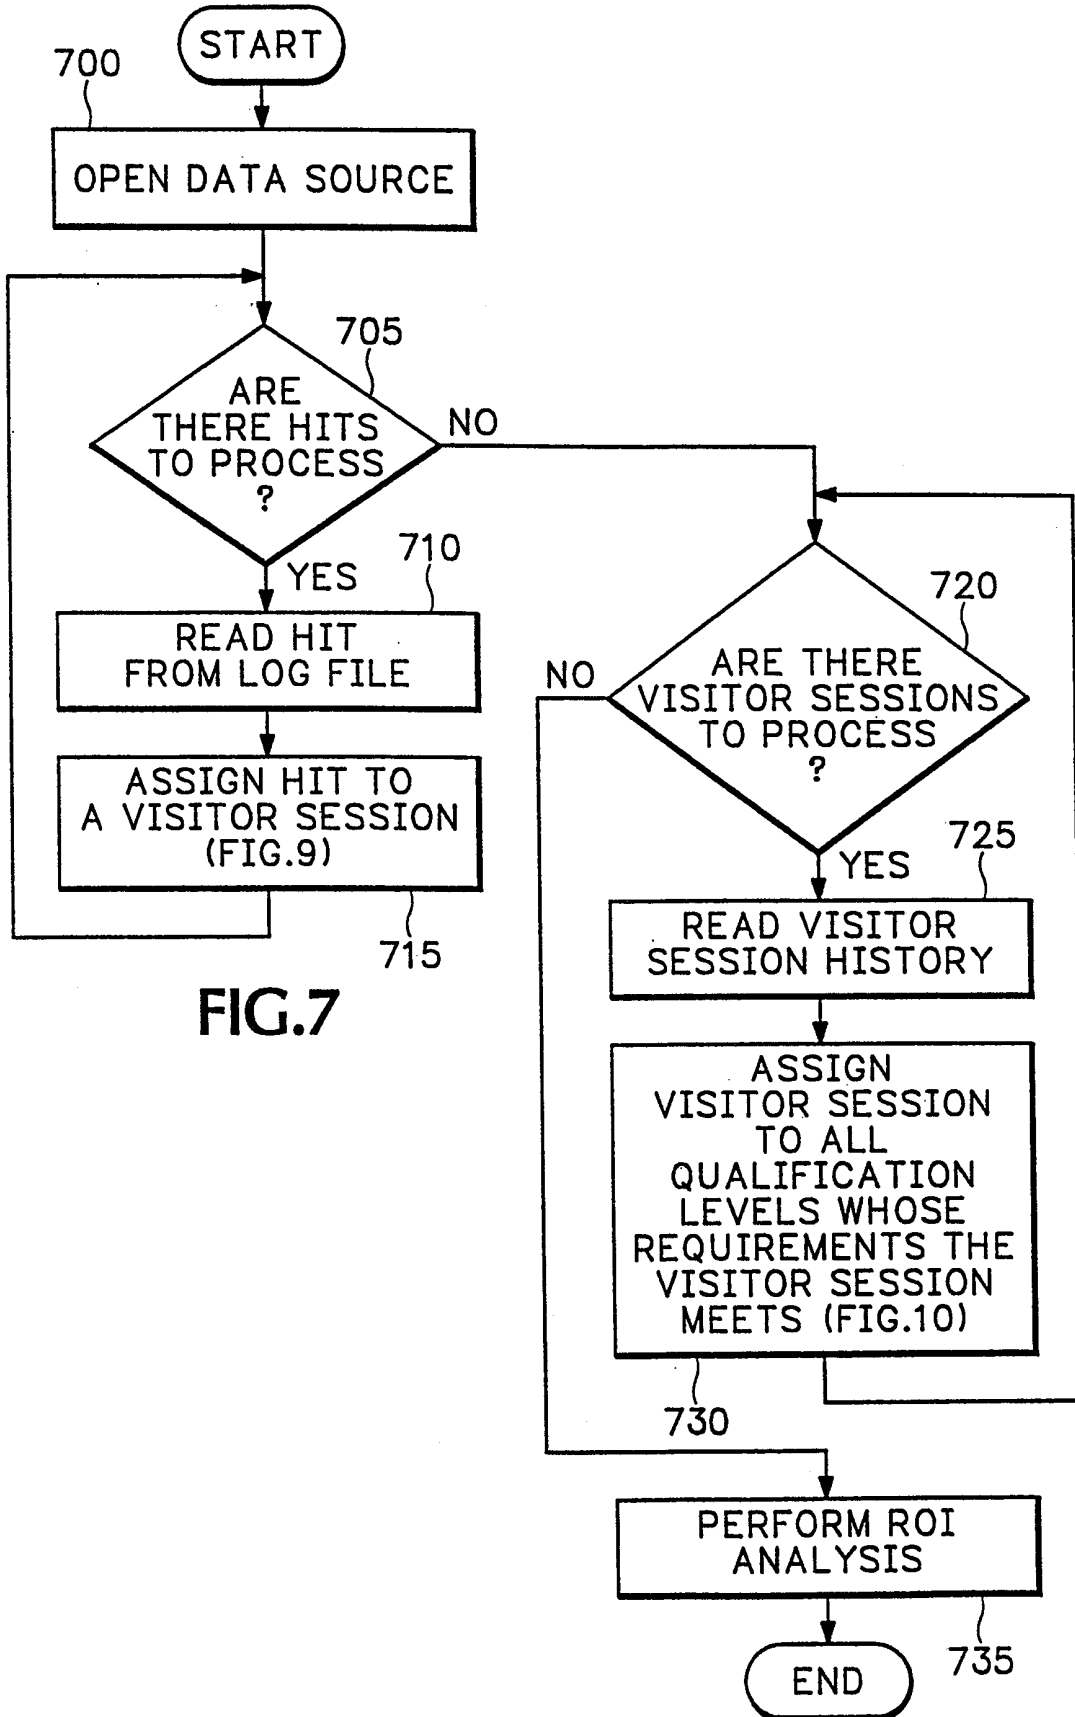 START
700
OPEN DATA SOURCE
705
ARE
THERE HITS
TO PROCESS
?
NO
YES
710
READ HIT
FROM LOG FILE
ASSIGN HIT TO
A VISITOR SESSION
(FIG.9)
715
FIG.7
720
ARE THERE
VISITOR SESSIONS
TO PROCESS
?
NO
YES
725
READ VISITOR
SESSION HISTORY
ASSIGN
VISITOR SESSION
TO ALL
QUALIFICATION
LEVELS WHOSE
REQUIREMENTS THE
VISITOR SESSION
MEETS (FIG.10)
730
PERFORM ROI
ANALYSIS
735
END